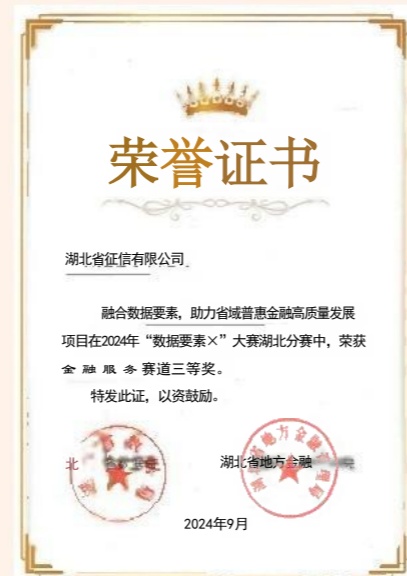 荣誉证书
湖北省征信有限公司
融合数据要素，助力省域普惠金融高质量发展
项目在2024年“数据要素×”大赛湖北分赛中，荣获
金融服务赛道三等奖。
特发此证，以资鼓励。
湖北省地方金融
2024年9月